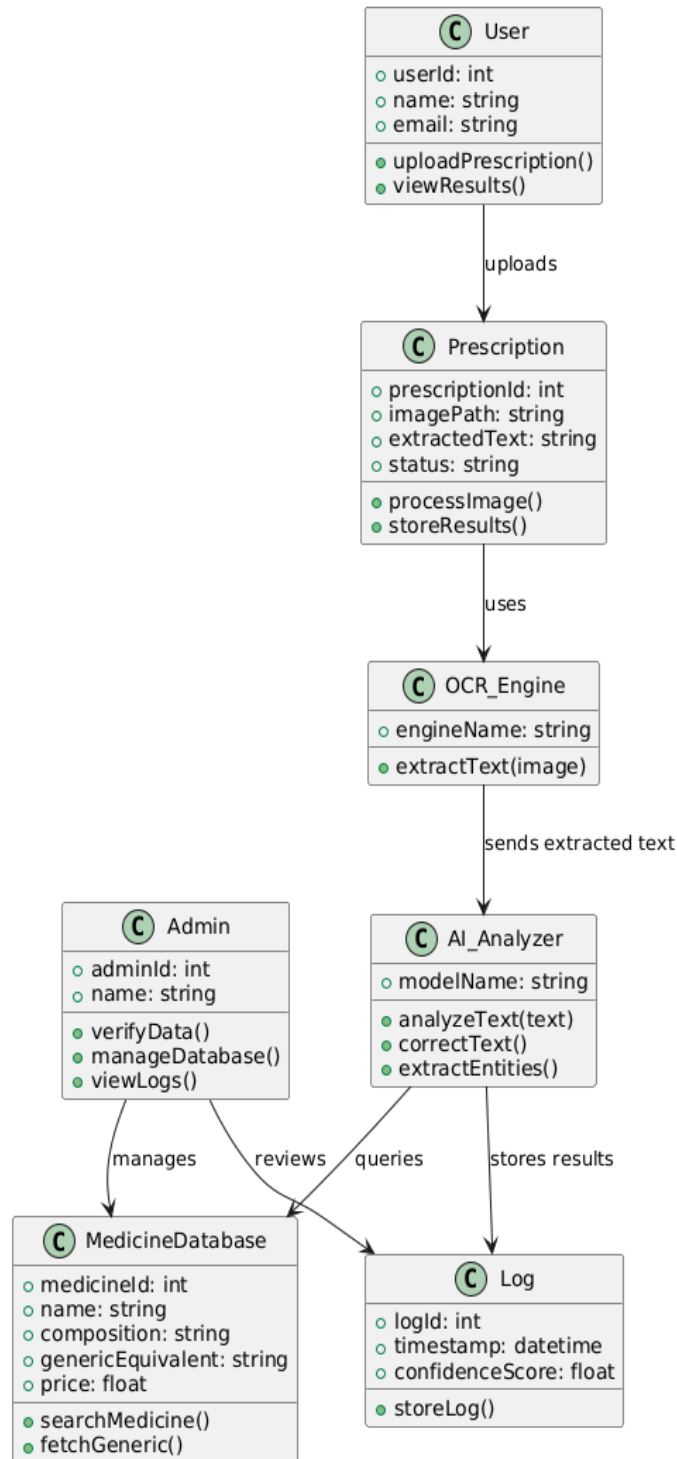 C User
userId: int
name: string
email: string
uploadPrescription()
viewResults()
uploads
C Prescription
prescriptionId: int
imagePath: string
extractedText: string
status: string
processImage()
storeResults()
uses
C OCR_Engine
engineName: string
extractText(image)
sends extracted text
C Admin
adminId: int
name: string
verifyData()
manageDatabase()
viewLogs()
C AI_Analyzer
modelName: string
analyzeText(text)
correctText()
extractEntities()
manages
reviews
queries
stores results
C MedicineDatabase
medicineId: int
name: string
composition: string
genericEquivalent: string
price: float
searchMedicine()
fetchGeneric()
C Log
logId: int
timestamp: datetime
confidenceScore: float
storeLog()